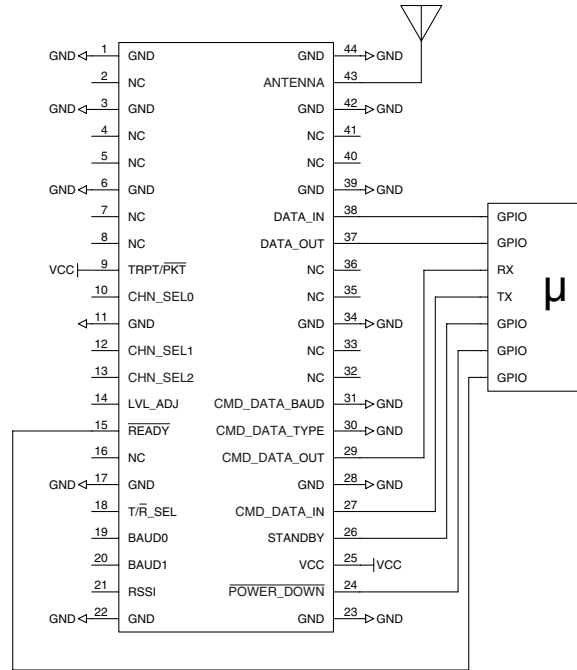 GND 1 GND GND 44 GND
2 NC ANTENNA 43
GND 3 GND GND 42 GND
4 NC NC 41
5 NC NC 40
GND 6 GND GND 39 GND
7 NC DATA_IN 38 GPIO
8 NC DATA_OUT 37 GPIO
VCC 9 TRPT/PKT NC 36 RX
10 CHN_SEL0 NC 35 TX
µ
11 GND GND 34 GND GPIO
12 CHN_SEL1 NC 33 GPIO
13 CHN_SEL2 NC 32 GPIO
14 LVL_ADJ CMD_DATA_BAUD 31 GND
15 READY CMD_DATA_TYPE 30 GND
16 NC CMD_DATA_OUT 29
GND 17 GND GND 28 GND
18 T/R_SEL CMD_DATA_IN 27
19 BAUD0 STANDBY 26
20 BAUD1 VCC 25 VCC
21 RSSI POWER_DOWN 24
GND 22 GND GND 23 GND